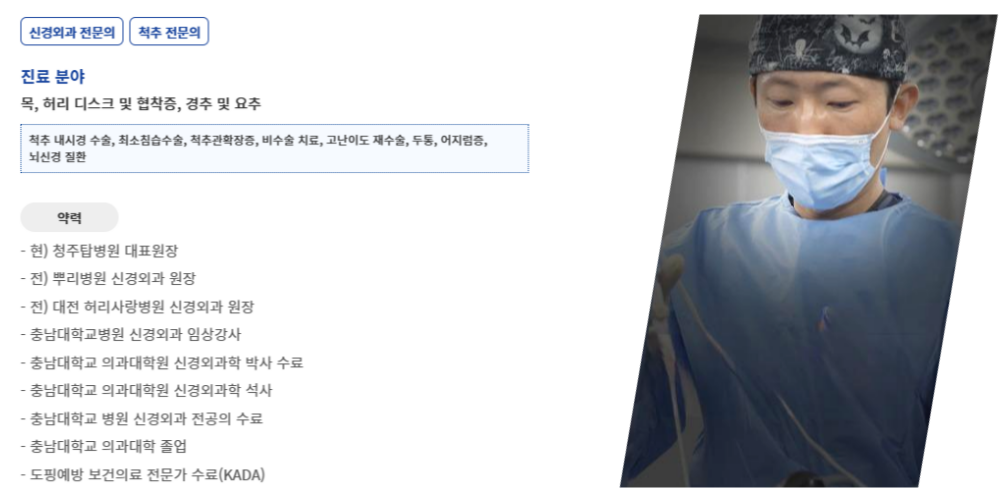 신경외과 전문의 척추 전문의
진료 분야
목, 허리 디스크 및 협착증, 경추 및 요추
척추 내시경 수술, 최소침습수술, 척추관확장증, 비수술 치료, 고난이도 재수술, 두통, 어지럼증,
뇌신경 질환
약력
- 현) 청주탑병원 대표원장
- 전) 뿌리병원 신경외과 원장
- 전) 대전 허리사랑병원 신경외과 원장
- 충남대학교병원 신경외과 임상강사
- 충남대학교 의과대학원 신경외과학 박사 수료
- 충남대학교 의과대학원 신경외과학 석사
- 충남대학교 병원 신경외과 전공의 수료
- 충남대학교 의과대학 졸업
- 도핑예방 보건의료 전문가 수료(KADA)